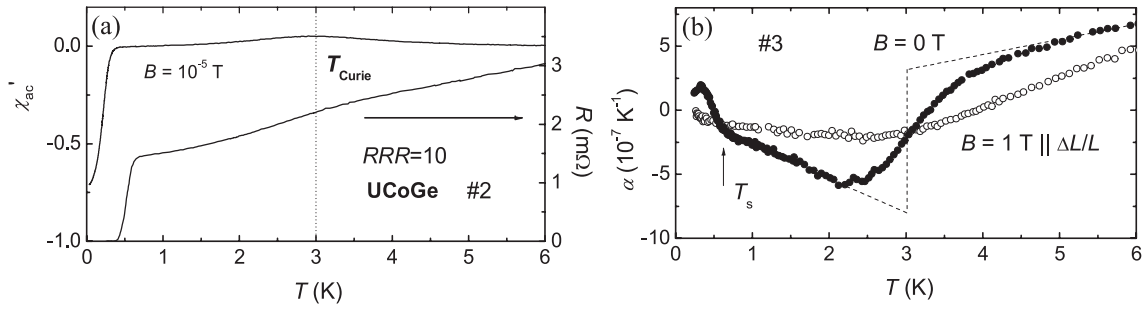 (a)
0.0
-0.5
-1.0
χac'
B = 10-5 T
TCurie
RRR=10
UCoGe #2
3
2
1
0
R (mΩ)
0 1 2 3 4 5 6
T (K)
(b)
#3
B = 0 T
B = 1 T || ΔL/L
Ts
5
0
-5
-10
α (10-7 K-1)
0 1 2 3 4 5 6
T (K)